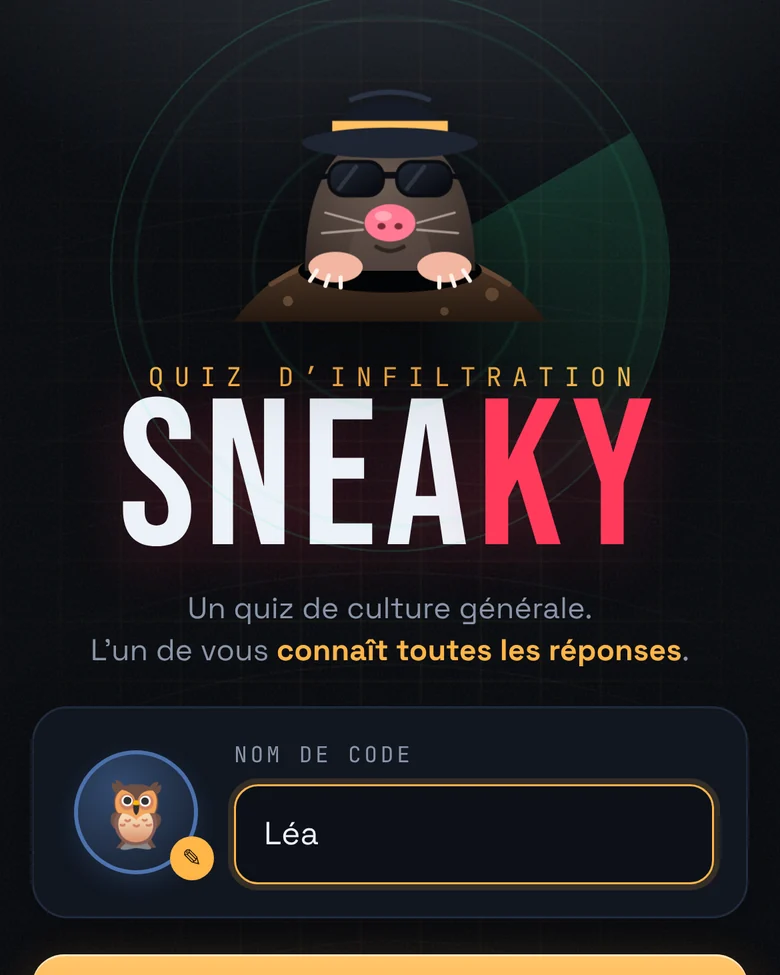 QUIZ D’INFILTRATION
SNEAKY
Un quiz de culture générale.
L’un de vous connaît toutes les réponses.
NOM DE CODE
Léa